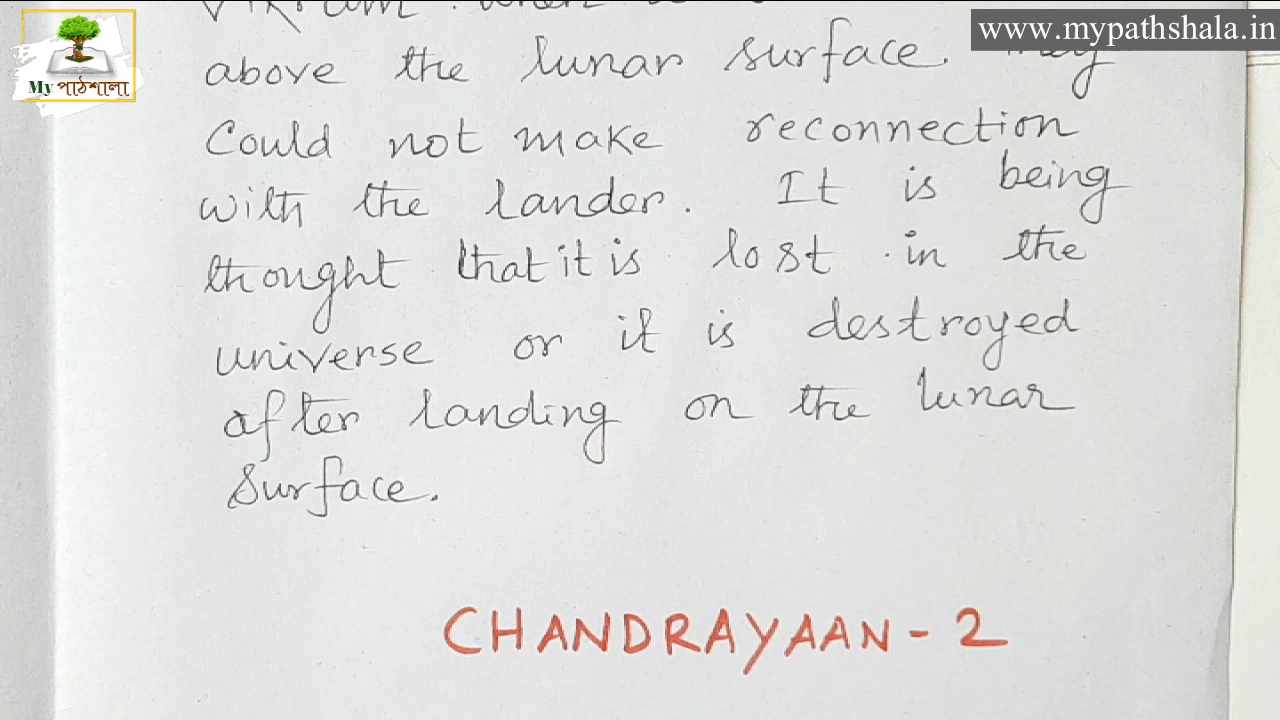 www.mypathshala.in
My পাঠশালা
above the lunar surface.
Could not make reconnection
with the lander. It is being
thought that it is lost in the
universe or it is destroyed
after landing on the lunar
surface.
CHANDRAYAAN - 2